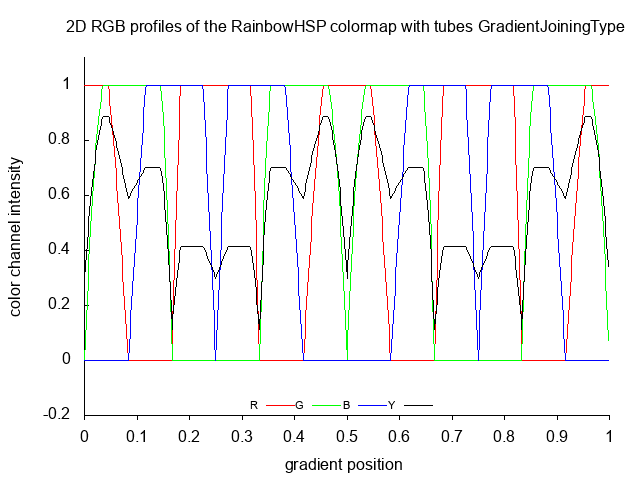 2D RGB profiles of the RainbowHSP colormap with tubes GradientJoiningType
1
0.8
0.6
0.4
0.2
0
-0.2
color channel intensity
R G B Y
0 0.1 0.2 0.3 0.4 0.5 0.6 0.7 0.8 0.9 1
gradient position